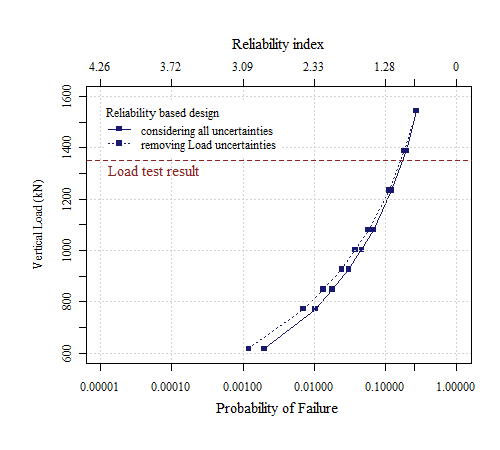 Reliability index
4.26 3.72 3.09 2.33 1.28 0
Reliability based design
considering all uncertainties
removing Load uncertainties
Load test result
Vertical Load (kN)
1600
1400
1200
1000
800
600
0.00001 0.00010 0.00100 0.01000 0.10000 1.00000
Probability of Failure